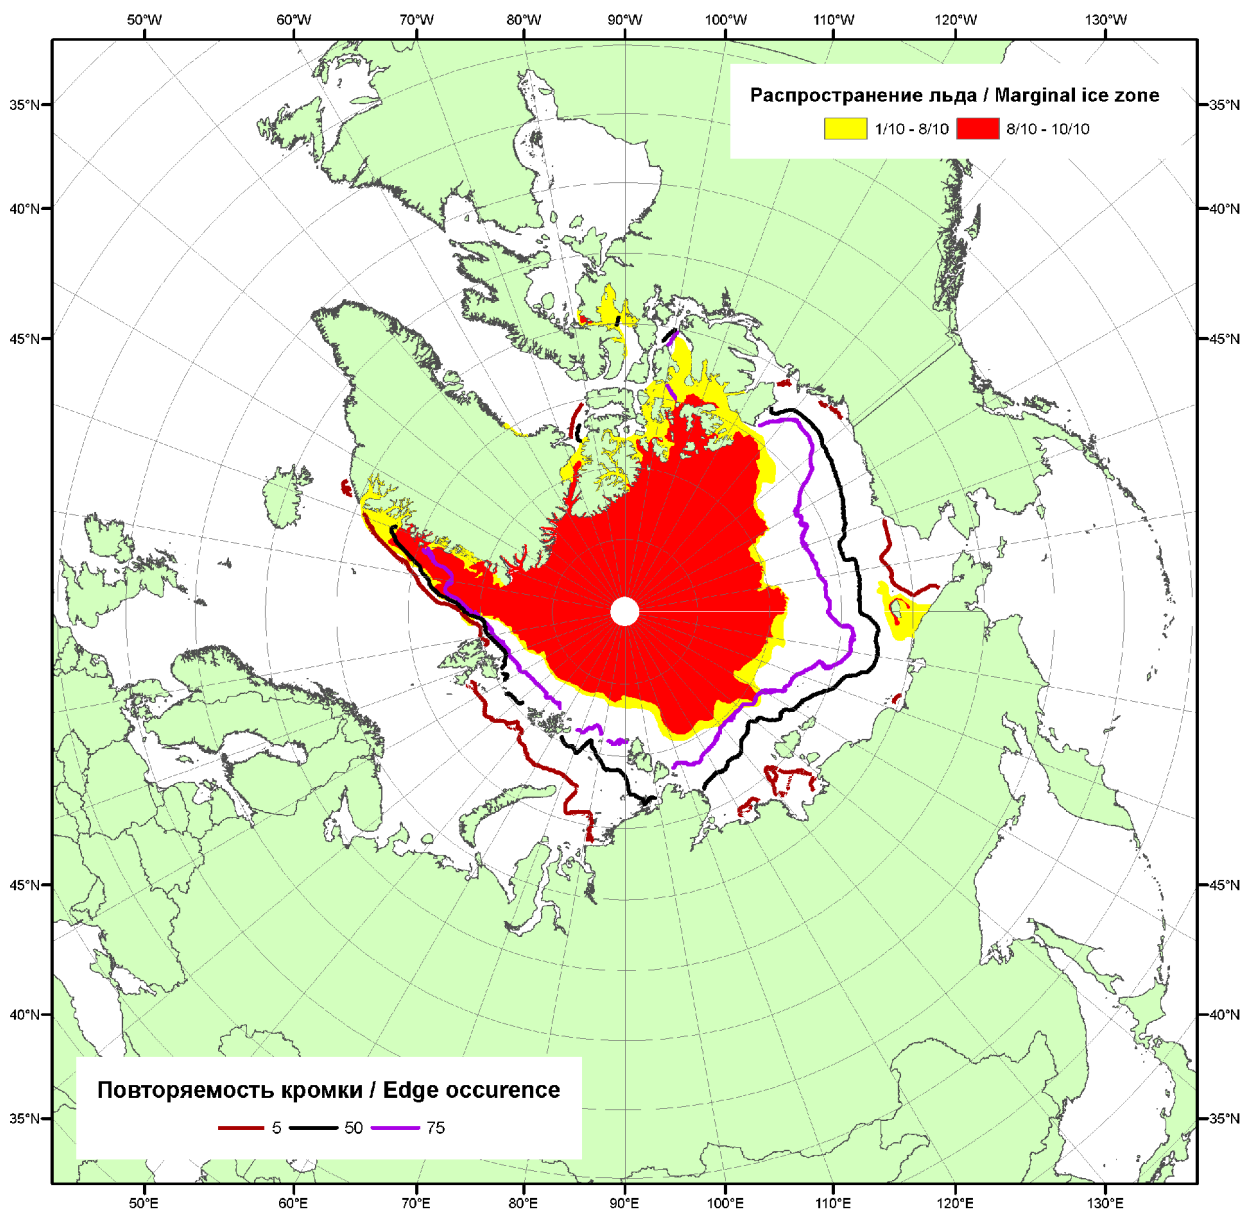 50°W 60°W 70°W 80°W 90°W 100°W 110°W 120°W 130°W
Распространение льда / Marginal ice zone
1/10 - 8/10 8/10 - 10/10
35°N 35°N
40°N 40°N
45°N 45°N
45°N 45°N
40°N 40°N
Повторяемость кромки / Edge occurence
35°N 35°N
5 50 75
50°E 60°E 70°E 80°E 90°E 100°E 110°E 120°E 130°E